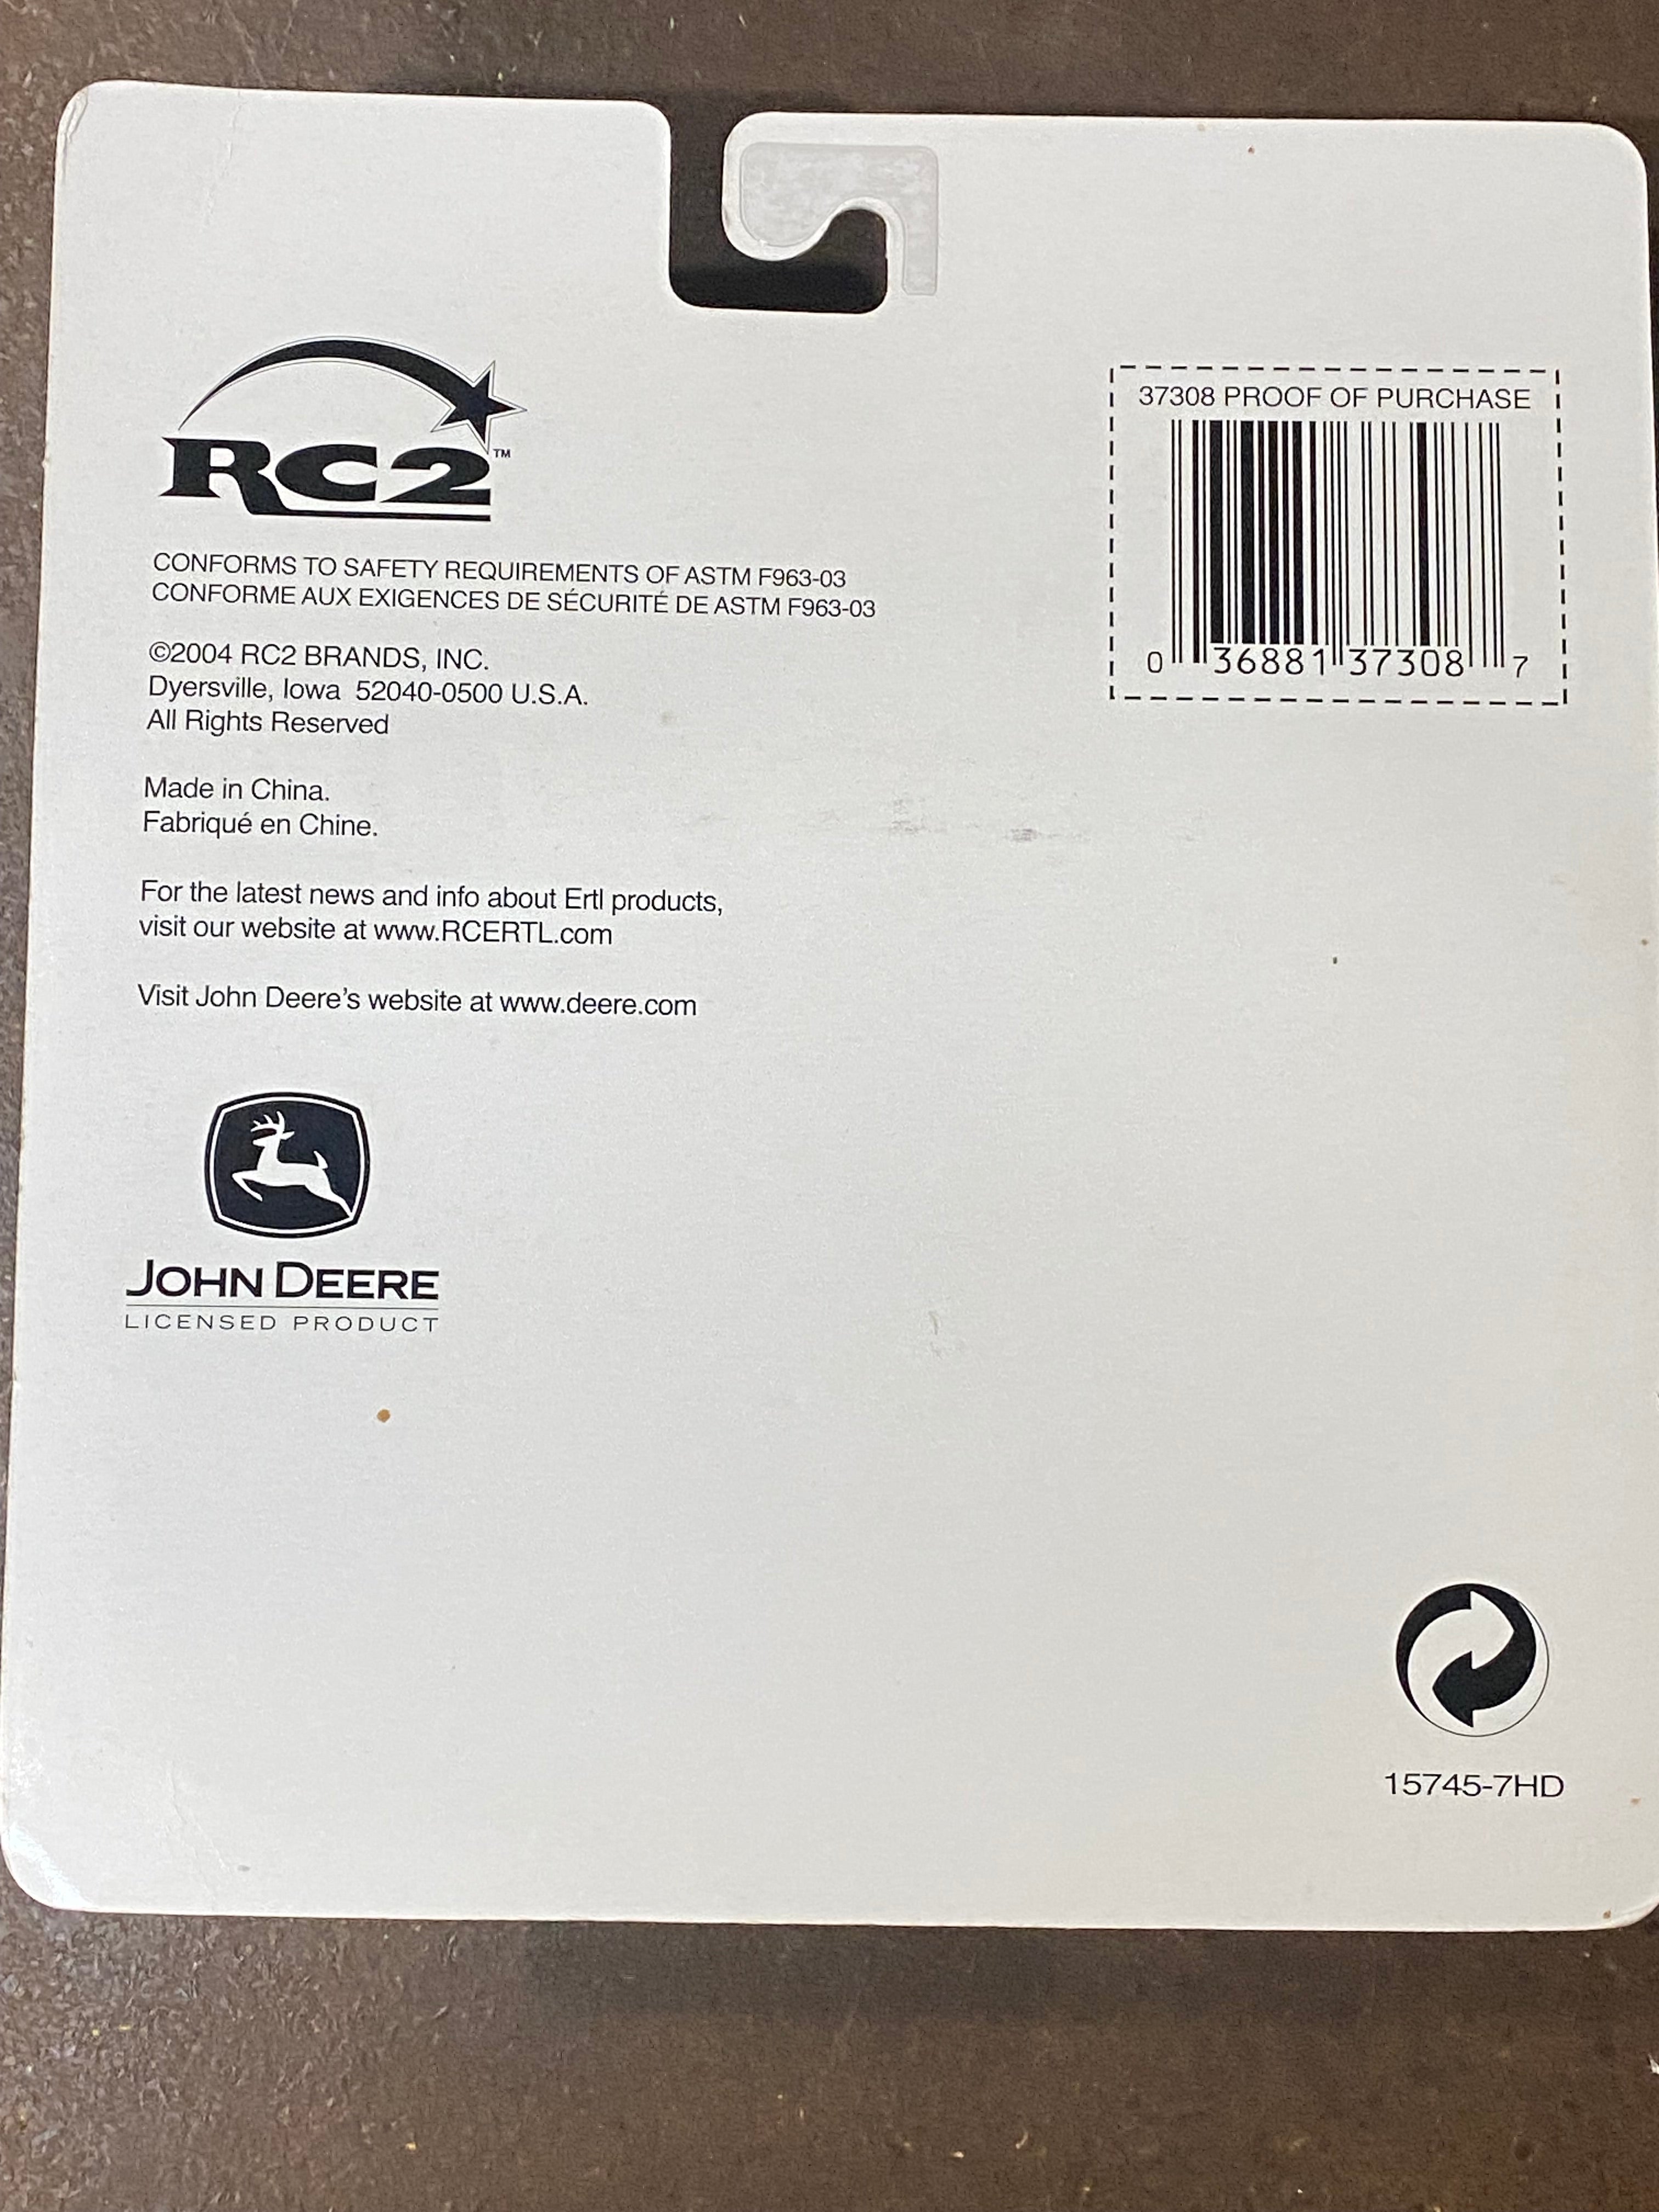 RC2™
CONFORMS TO SAFETY REQUIREMENTS OF ASTM F963-03
CONFORME AUX EXIGENCES DE SÉCURITÉ DE ASTM F963-03
©2004 RC2 BRANDS, INC.
Dyersville, Iowa 52040-0500 U.S.A.
All Rights Reserved
Made in China.
Fabriqué en Chine.
For the latest news and info about Ertl products,
visit our website at www.RCERTL.com
Visit John Deere's website at www.deere.com
JOHN DEERE
LICENSED PRODUCT
37308 PROOF OF PURCHASE
0 36881 37308 7
15745-7HD